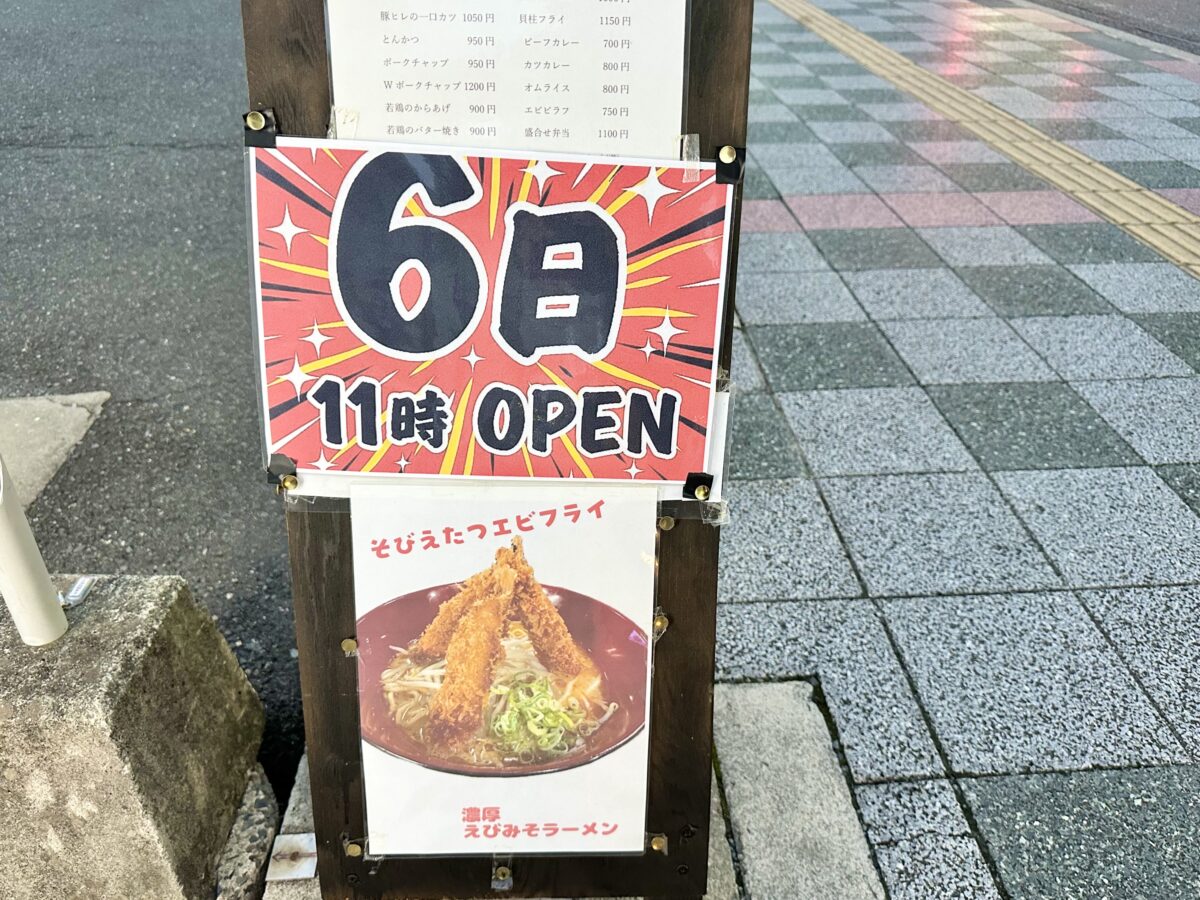 豚ヒレの一口カツ 1050円 貝柱フライ 1150円
とんかつ 950円 ビーフカレー 700円
ポークチャップ 950円 カツカレー 800円
Wポークチャップ 1200円 オムライス 800円
若鶏のからあげ 900円 エビピラフ 750円
若鶏のバター焼き 900円 盛合せ弁当 1100円
6日
11時 OPEN
そびえたつエビフライ
濃厚
えびみそラーメン